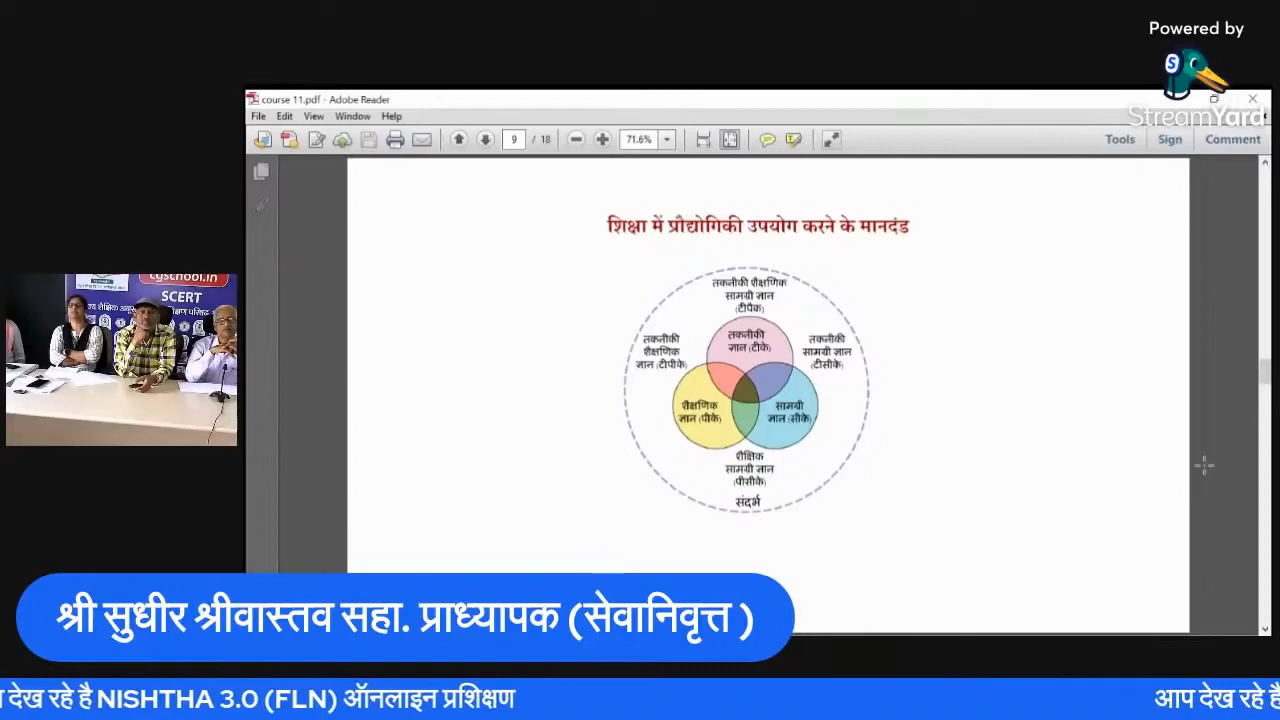 Powered by
StreamYard
course 11.pdf - Adobe Reader
File Edit View Window Help
9 / 18 71.6% Tools Sign Comment
शिक्षा में प्रौद्योगिकी उपयोग करने के मानदंड
तकनीकी शैक्षणिक
सामग्री ज्ञान
(टीपैक)
तकनीकी
ज्ञान (टीके)
तकनीकी
शैक्षणिक
ज्ञान (टीपीके)
तकनीकी
सामग्री ज्ञान
(टीसीके)
शैक्षणिक
ज्ञान (पीके)
सामग्री
ज्ञान (सीके)
शैक्षिक
सामग्री ज्ञान
(पीसीके)
संदर्भ
cgschool.in
SCERT
श्री सुधीर श्रीवास्तव सहा. प्राध्यापक (सेवानिवृत्त )
देख रहे है NISHTHA 3.0 (FLN) ऑनलाइन प्रशिक्षण
आप देख रहे है